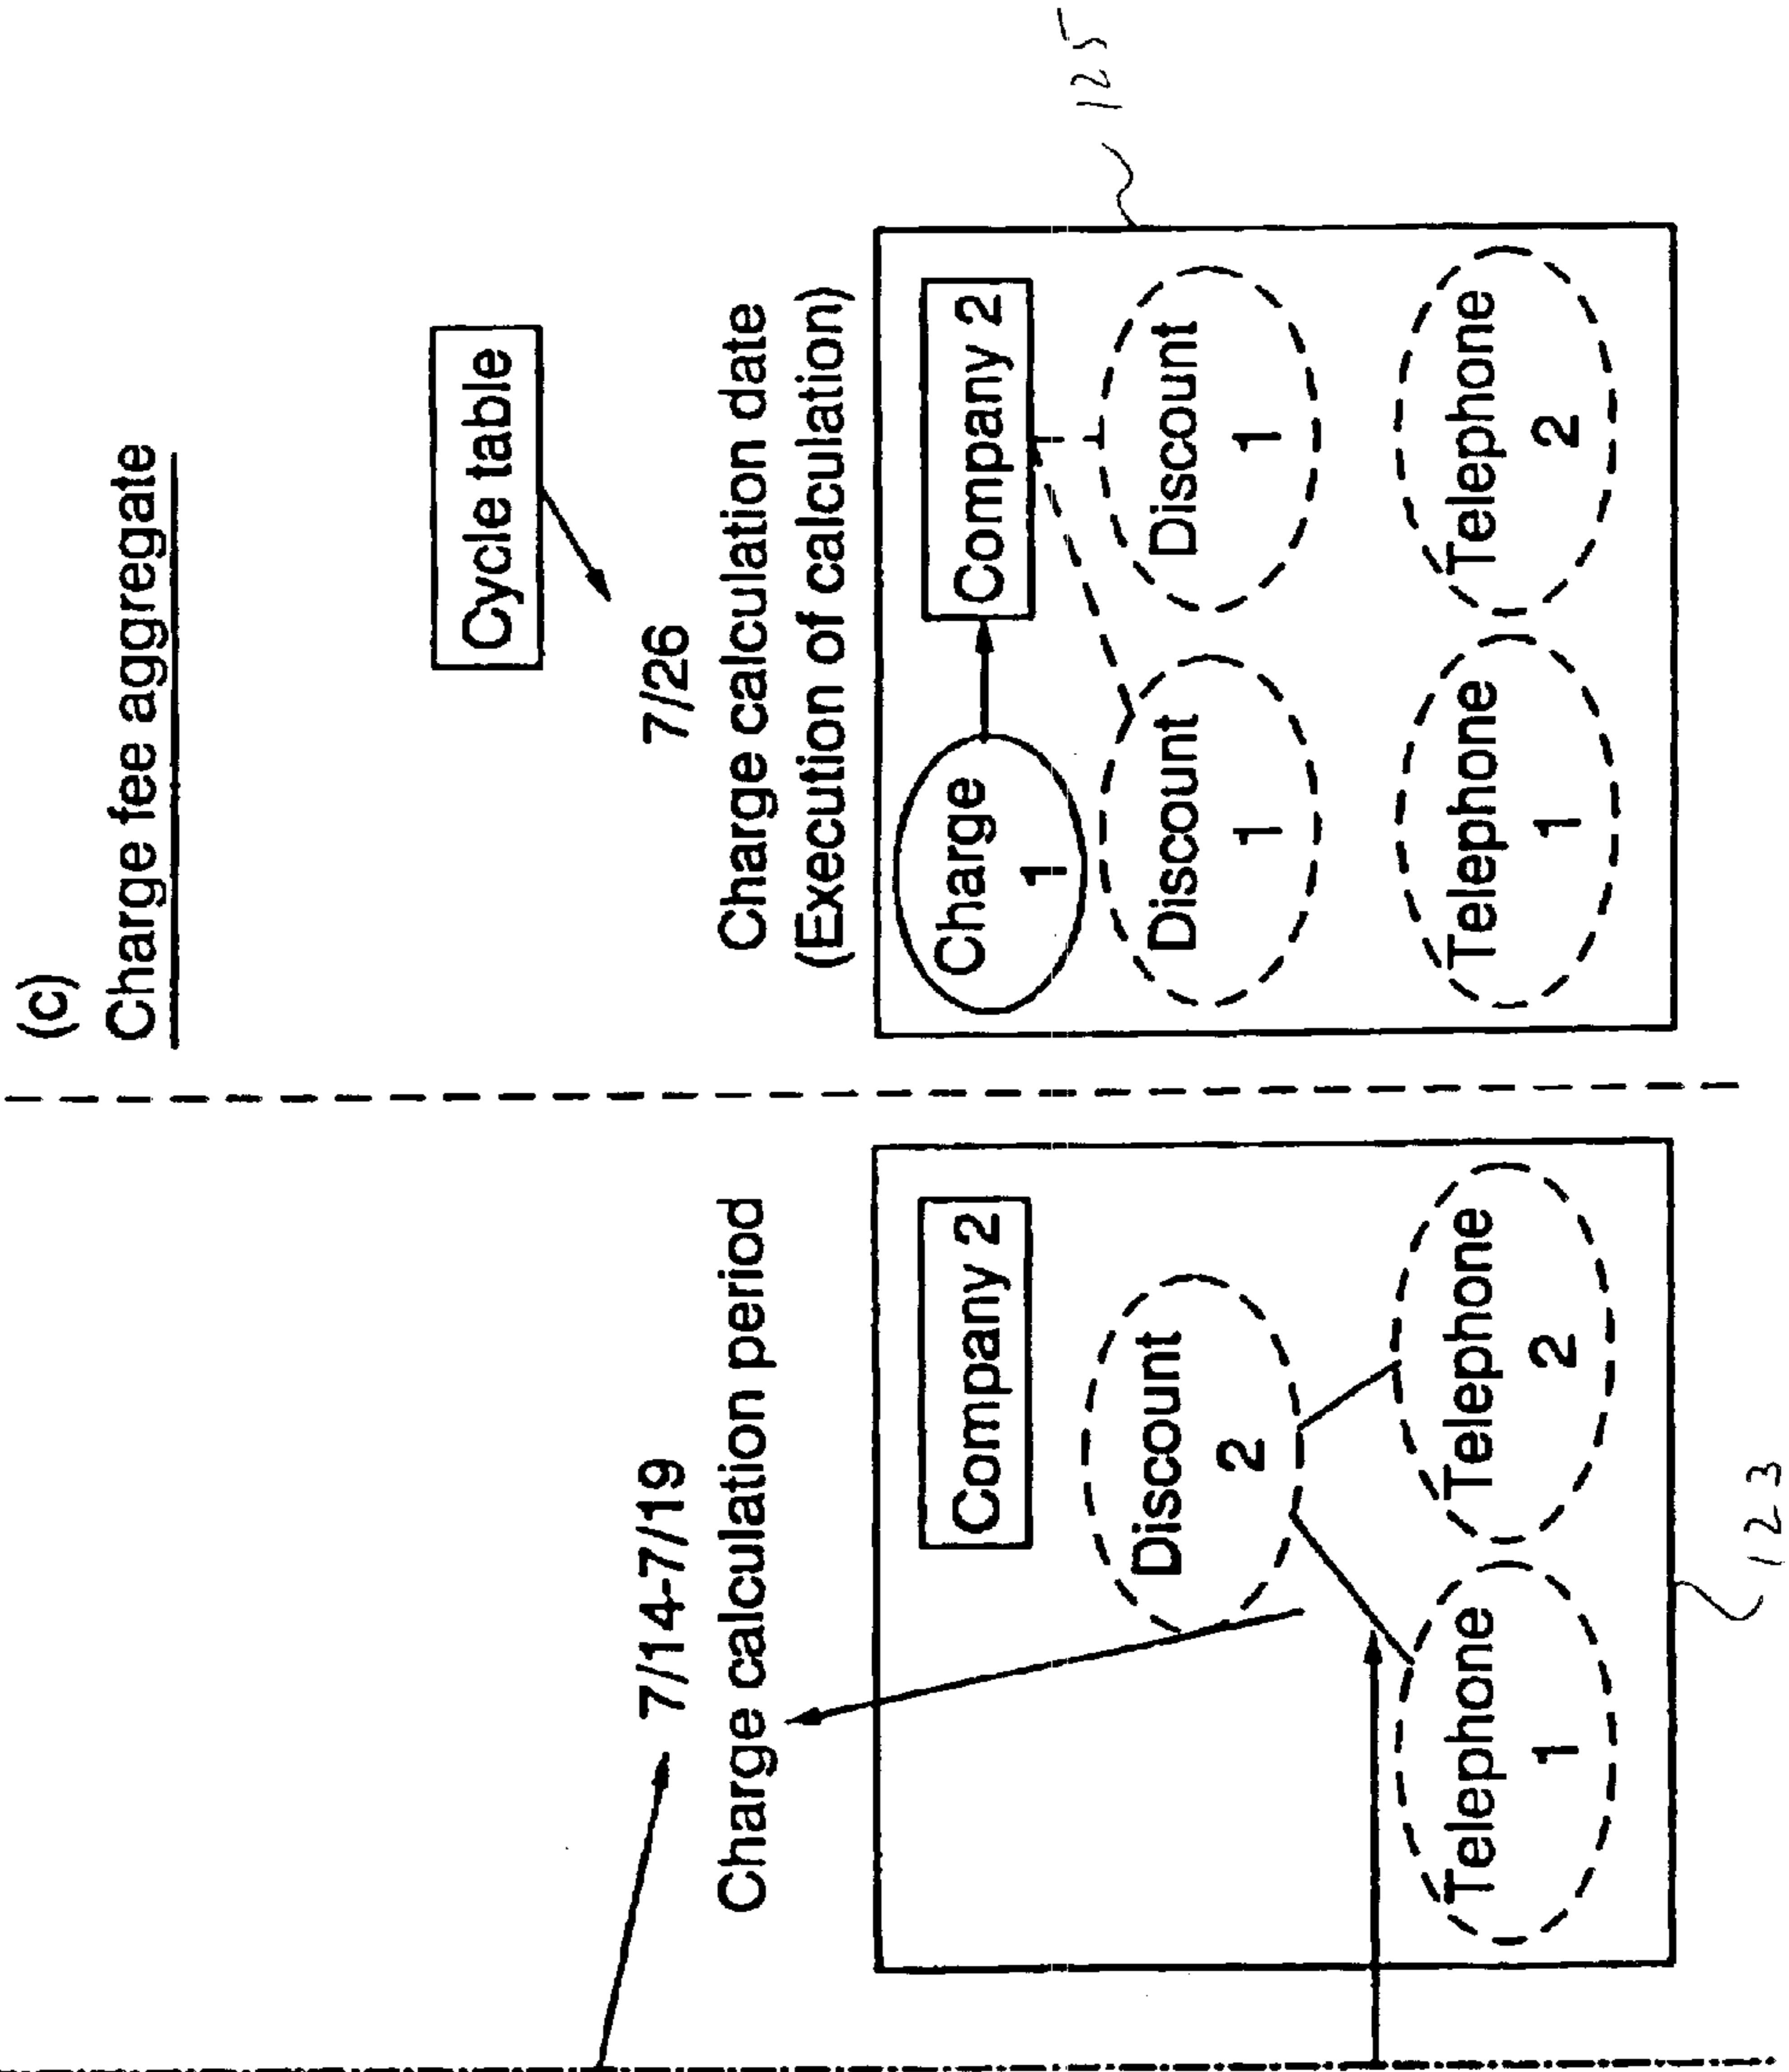 (c)
Charge fee aggregate
Cycle table
7/26
Charge calculation date
(Execution of calculation)
Charge
1
Company 2
Discount
1
Discount
1
Telephone
1
Telephone
2
125
7/14-7/19
Charge calculation period
Company 2
Discount
2
Telephone
1
Telephone
2
123